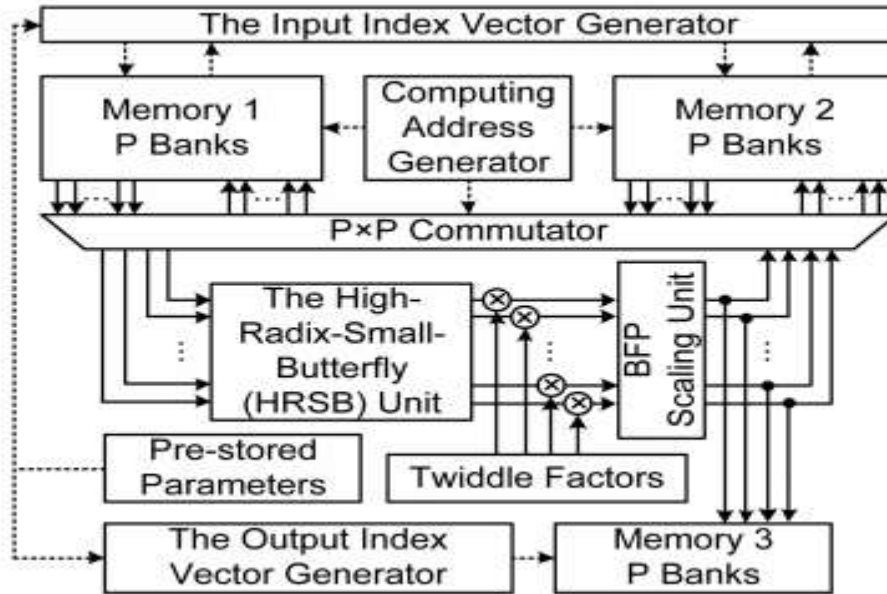 The Input Index Vector Generator
Memory 1
P Banks
Computing
Address
Generator
Memory 2
P Banks
P×P Commutator
The High-
Radix-Small-
Butterfly
(HRSB) Unit
BFP
Scaling Unit
Pre-stored
Parameters
Twiddle Factors
The Output Index
Vector Generator
Memory 3
P Banks